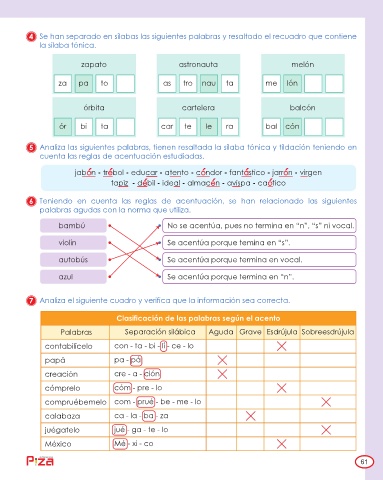 4 Se han separado en sílabas las siguientes palabras y resaltado el recuadro que contiene
la sílaba tónica.
zapato astronauta melón
za pa to as tro nau ta me lón
órbita cartelera balcón
ór bi ta car te le ra bal cón
5 Analiza las siguientes palabras, tienen resaltada la sílaba tónica y tildación teniendo en
cuenta las reglas de acentuación estudiadas.
jabón - trébol - educar - atento - cóndor - fantástico - jarrón - virgen
tapiz - débil - ideal - almacén - avispa - caótico
6 Teniendo en cuenta las reglas de acentuación, se han relacionado las siguientes
palabras agudas con la norma que utiliza.
bambú No se acentúa, pues no termina en “n”, “s” ni vocal.
violín Se acentúa porque temina en “s”.
autobús Se acentúa porque termina en vocal.
azul Se acentúa porque termina en “n”.
7 Analiza el siguiente cuadro y verifica que la información sea correcta.
Clasificación de las palabras según el acento
Palabras Separación silábica Aguda Grave Esdrújula Sobreesdrújula
contabilícelo con - ta - bi - lí - ce - lo
papá pa - pá
creación cre - a - ción
cómprelo cóm - pre - lo
compruébemelo com - prué - be - me - lo
calabaza ca - la - ba - za
juégatelo jué - ga - te - lo
México Mé - xi - co
P:za 61